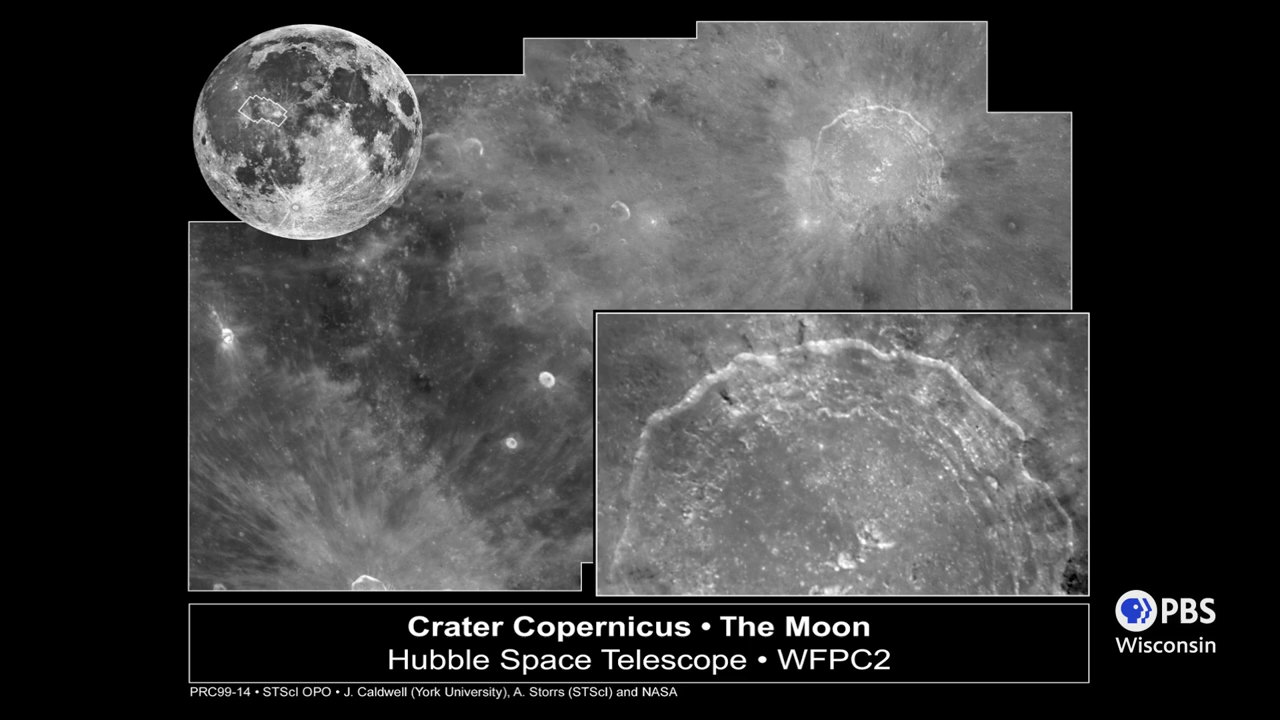 Crater Copernicus • The Moon
Hubble Space Telescope • WFPC2
PRC99-14 • STScI OPO • J. Caldwell (York University), A. Storrs (STScI) and NASA
PBS
Wisconsin